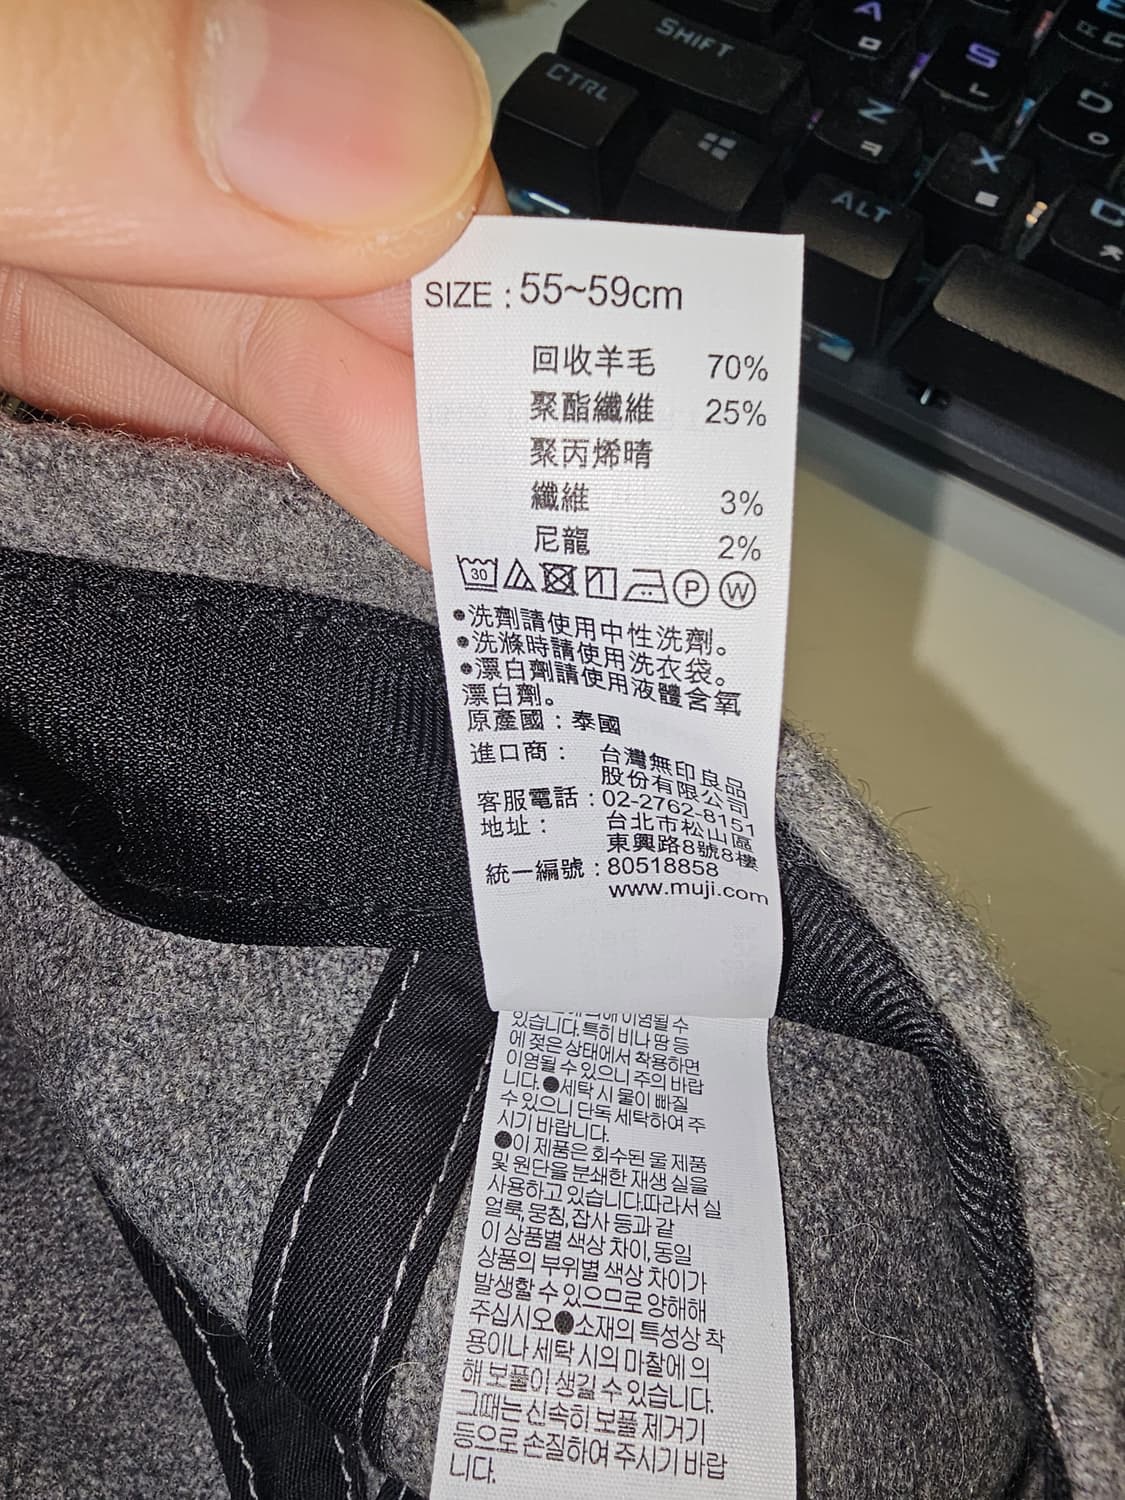 SHIFT
A
ㅁ
S
ㄴ
E
ㄷ
CTRL
Z
ㅋ
D
ㅇ
X
ㅌ
ALT
C
ㅊ
SIZE : 55~59cm
回收羊毛 70%
聚酯纖維 25%
聚丙烯晴
纖維 3%
尼龍 2%
30 P W
•洗劑請使用中性洗劑。
•洗滌時請使用洗衣袋。
•漂白劑請使用液體含氧
漂白劑。
原產國：泰國
進口商： 台灣無印良品
股份有限公司
客服電話：02-2762-8151
地址： 台北市松山區
東興路8號8樓
統一編號：80518858
www.muji.com
이염될 수
있습니다. 특히 비나 땀 등
에 젖은 상태에서 착용하면
이염될 수 있으니 주의 바랍
니다. ●세탁 시 물이 빠질
수 있으니 단독 세탁하여 주
시기 바랍니다.
●이 제품은 회수된 울 제품
및 원단을 분쇄한 재생 실을
사용하고 있습니다.따라서 실
얼룩, 뭉침, 잡사 등과 같
이 상품별 색상 차이, 동일
상품의 부위별 색상 차이가
발생할 수 있으므로 양해해
주십시오●소재의 특성상 착
용이나 세탁 시의 마찰에 의
해 보풀이 생길 수 있습니다.
그때는 신속히 보풀 제거기
등으로 손질하여 주시기 바랍
니다.